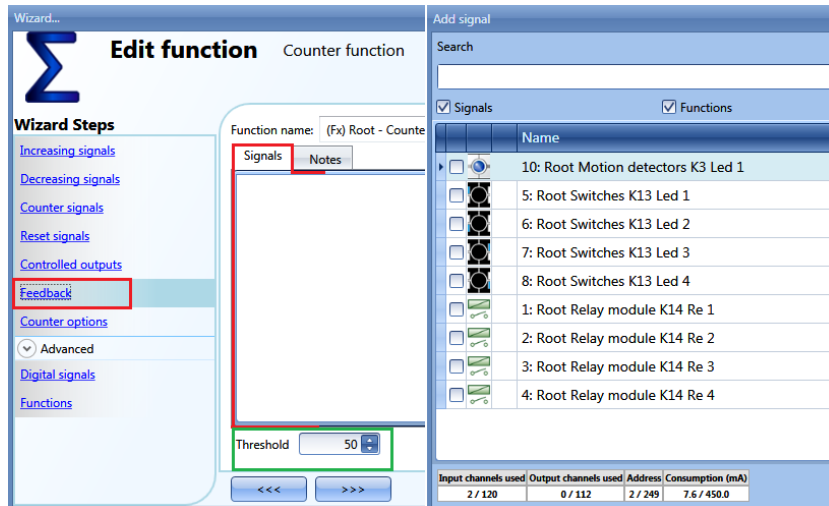 Wizard...
Edit function Counter function
Wizard Steps
Increasing signals
Decreasing signals
Counter signals
Reset signals
Controlled outputs
Feedback
Counter options
Advanced
Digital signals
Functions
Function name: (Fx) Root - Counte
Signals Notes
Threshold 50
<<< >>>
Add signal
Search
Signals Functions
Name
10: Root Motion detectors K3 Led 1
5: Root Switches K13 Led 1
6: Root Switches K13 Led 2
7: Root Switches K13 Led 3
8: Root Switches K13 Led 4
1: Root Relay module K14 Re 1
2: Root Relay module K14 Re 2
3: Root Relay module K14 Re 3
4: Root Relay module K14 Re 4
Input channels used Output channels used Address Consumption (mA)
2 / 120 0 / 112 2 / 249 7.6 / 450.0